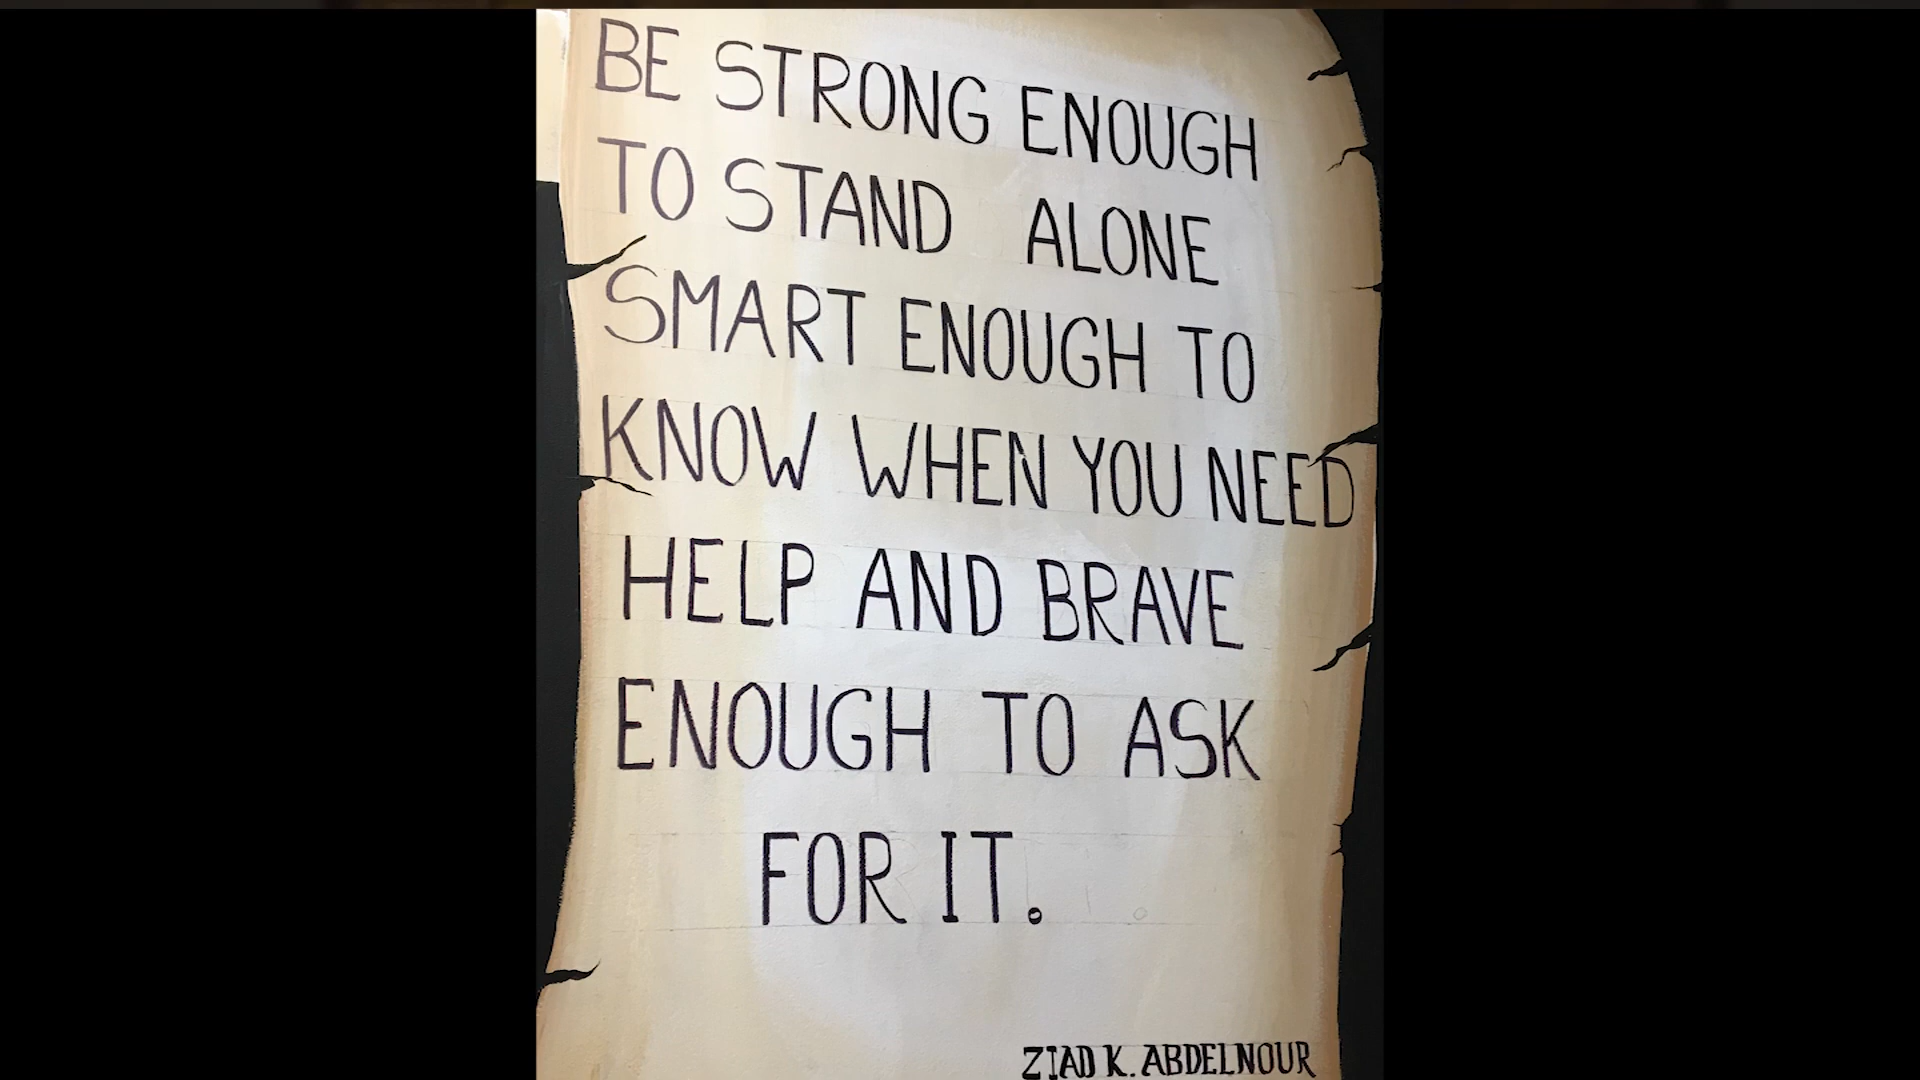 BE STRONG ENOUGH
TO STAND ALONE
SMART ENOUGH TO
KNOW WHEN YOU NEED
HELP AND BRAVE
ENOUGH TO ASK
FOR IT.
ZIAD K. ABDELNOUR